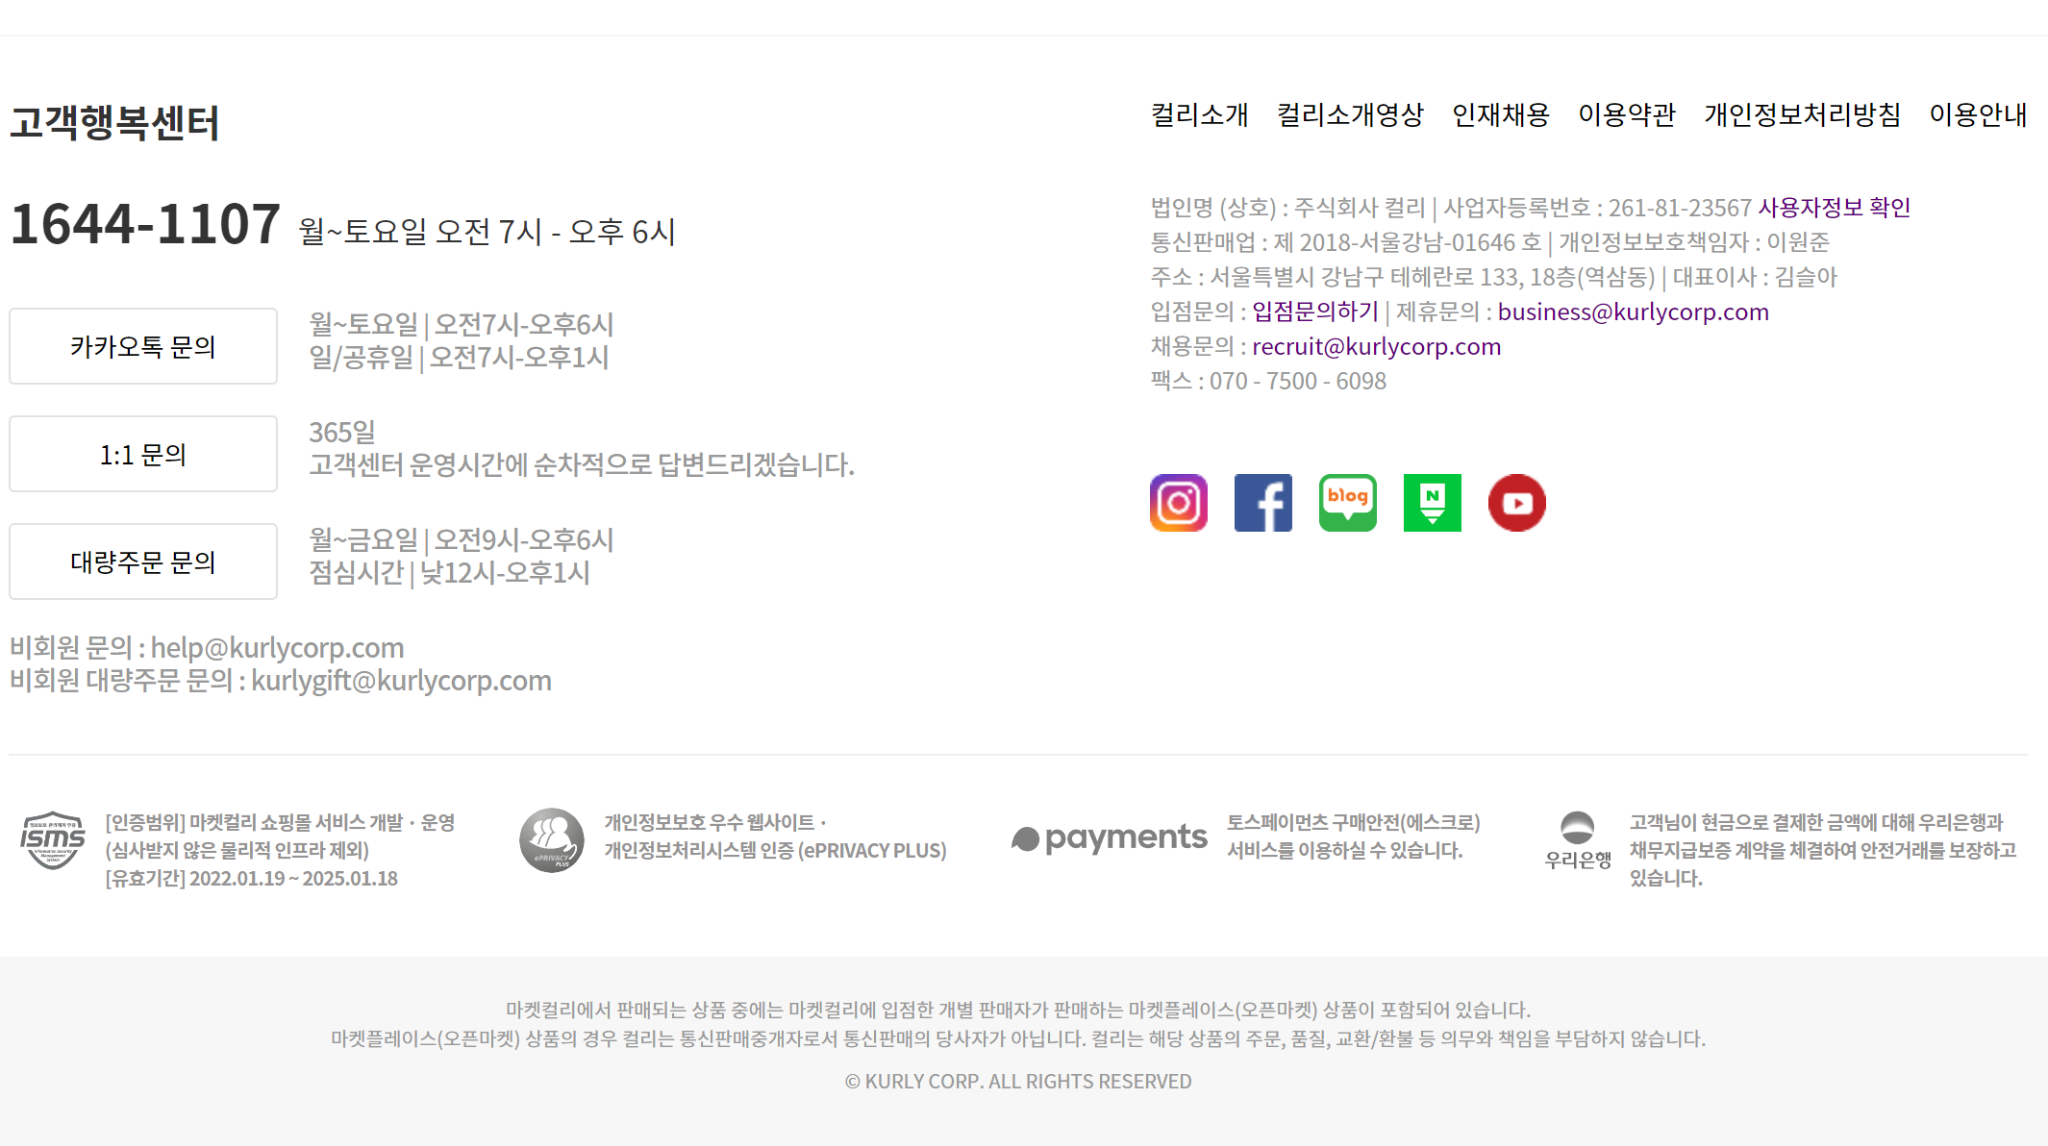 고객행복센터
1644-1107 월~토요일 오전 7시 - 오후 6시
카카오톡 문의
월~토요일 | 오전7시-오후6시
일/공휴일 | 오전7시-오후1시
1:1 문의
365일
고객센터 운영시간에 순차적으로 답변드리겠습니다.
대량주문 문의
월~금요일 | 오전9시-오후6시
점심시간 | 낮12시-오후1시
비회원 문의 : help@kurlycorp.com
비회원 대량주문 문의 : kurlygift@kurlycorp.com
컬리소개 컬리소개영상 인재채용 이용약관 개인정보처리방침 이용안내
법인명 (상호) : 주식회사 컬리 | 사업자등록번호 : 261-81-23567 사용자정보 확인
통신판매업 : 제 2018-서울강남-01646 호 | 개인정보보호책임자 : 이원준
주소 : 서울특별시 강남구 테헤란로 133, 18층(역삼동) | 대표이사 : 김슬아
입점문의 : 입점문의하기 | 제휴문의 : business@kurlycorp.com
채용문의 : recruit@kurlycorp.com
팩스 : 070 - 7500 - 6098
blog
N
isms
[인증범위] 마켓컬리 쇼핑몰 서비스 개발 · 운영
(심사받지 않은 물리적 인프라 제외)
[유효기간] 2022.01.19 ~ 2025.01.18
ePRIVACY
PLUS
개인정보보호 우수 웹사이트 ·
개인정보처리시스템 인증 (ePRIVACY PLUS)
payments
토스페이먼츠 구매안전(에스크로)
서비스를 이용하실 수 있습니다.
우리은행
고객님이 현금으로 결제한 금액에 대해 우리은행과
채무지급보증 계약을 체결하여 안전거래를 보장하고
있습니다.
마켓컬리에서 판매되는 상품 중에는 마켓컬리에 입점한 개별 판매자가 판매하는 마켓플레이스(오픈마켓) 상품이 포함되어 있습니다.
마켓플레이스(오픈마켓) 상품의 경우 컬리는 통신판매중개자로서 통신판매의 당사자가 아닙니다. 컬리는 해당 상품의 주문, 품질, 교환/환불 등 의무와 책임을 부담하지 않습니다.
© KURLY CORP. ALL RIGHTS RESERVED